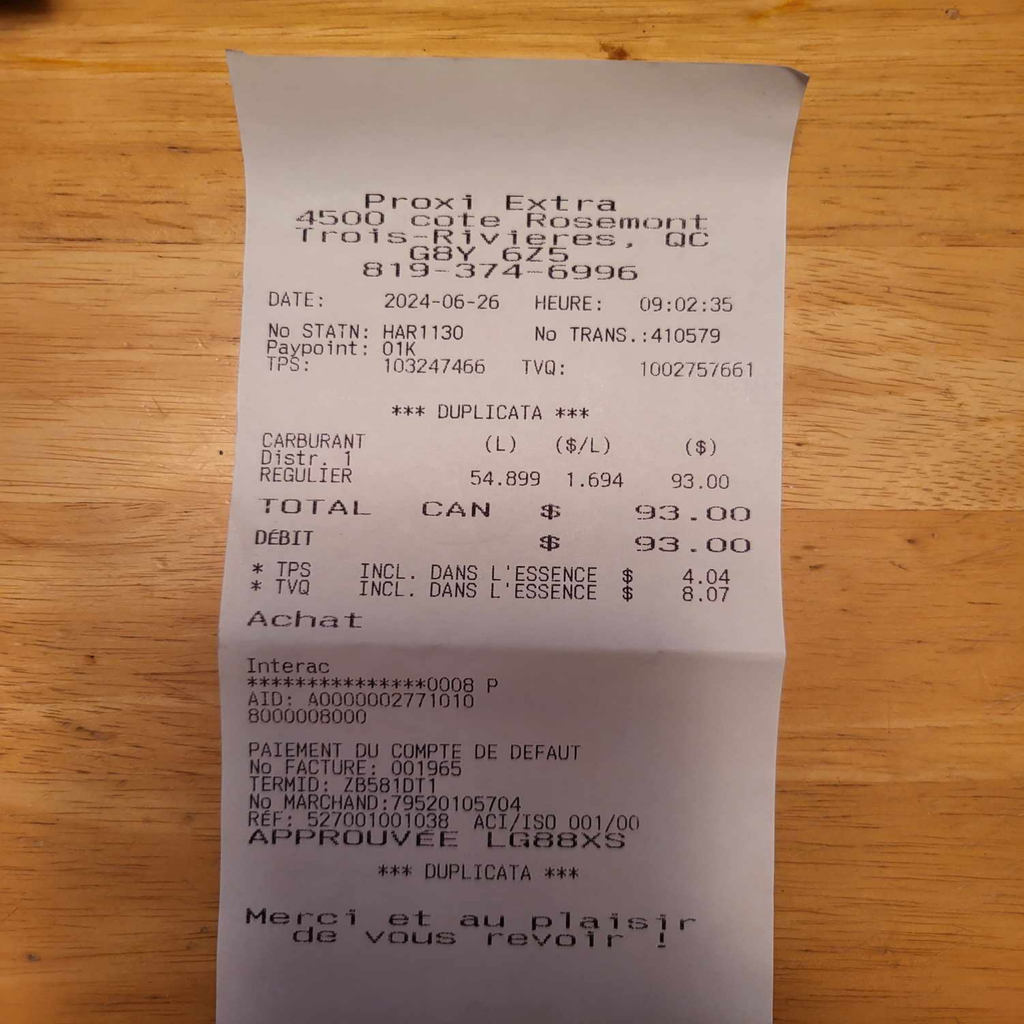 Proxi Extra
4500 cote Rosemont
Trois-Rivieres, QC
G8Y 6Z5
819-374-6996
DATE: 2024-06-26 HEURE: 09:02:35
No STATN: HAR1130 No TRANS.:410579
Paypoint: 01K
TPS: 103247466 TVQ: 1002757661
*** DUPLICATA ***
CARBURANT (L) ($/L) ($)
Distr. 1
REGULIER 54.899 1.694 93.00
TOTAL CAN $ 93.00
DÉBIT $ 93.00
* TPS INCL. DANS L'ESSENCE $ 4.04
* TVQ INCL. DANS L'ESSENCE $ 8.07
Achat
Interac
***************0008 P
AID: A0000002771010
8000008000
PAIEMENT DU COMPTE DE DEFAUT
No FACTURE: 001965
TERMID: ZB581DT1
No MARCHAND:79520105704
RÉF: 527001001038 ACI/ISO 001/00
APPROUVÉE LG88XS
*** DUPLICATA ***
Merci et au plaisir
de vous revoir !